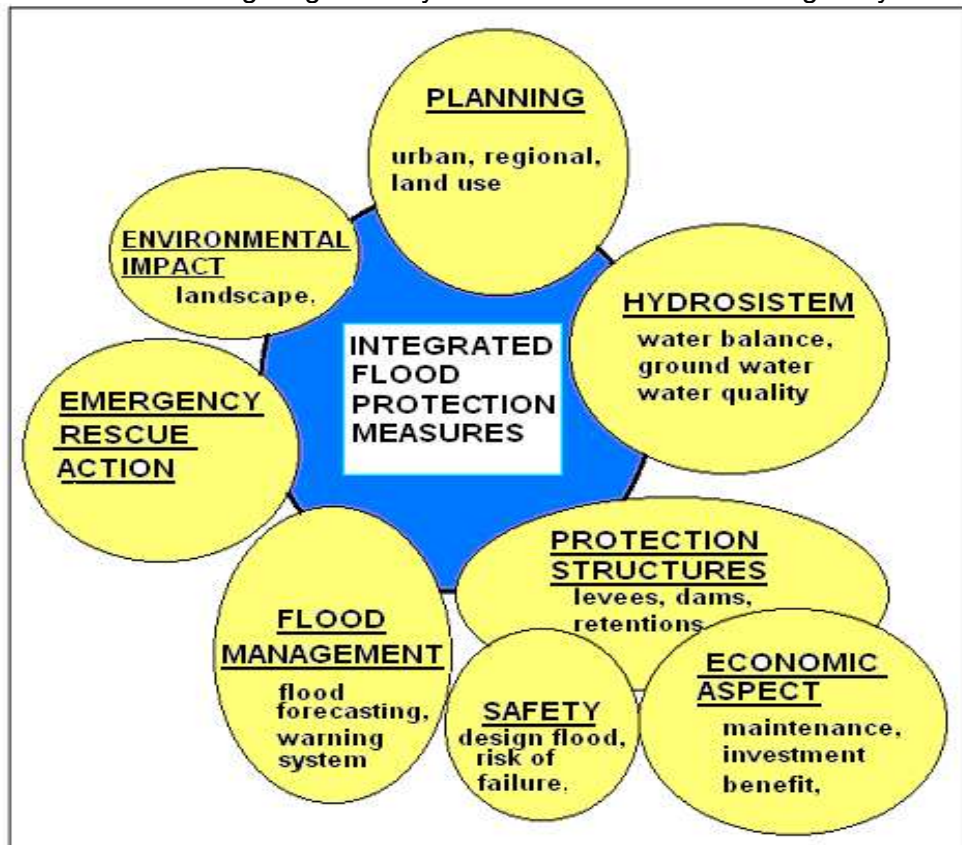 PLANNING
urban, regional,
land use
ENVIRONMENTAL
IMPACT
landscape,
HYDROSISTEM
water balance,
ground water
water quality
INTEGRATED
FLOOD
PROTECTION
MEASURES
EMERGENCY
RESCUE
ACTION
PROTECTION
STRUCTURES
levees, dams,
retentions
FLOOD
MANAGEMENT
flood
forecasting,
warning
system
SAFETY
design flood,
risk of
failure.
ECONOMIC
ASPECT
maintenance,
investment
benefit,